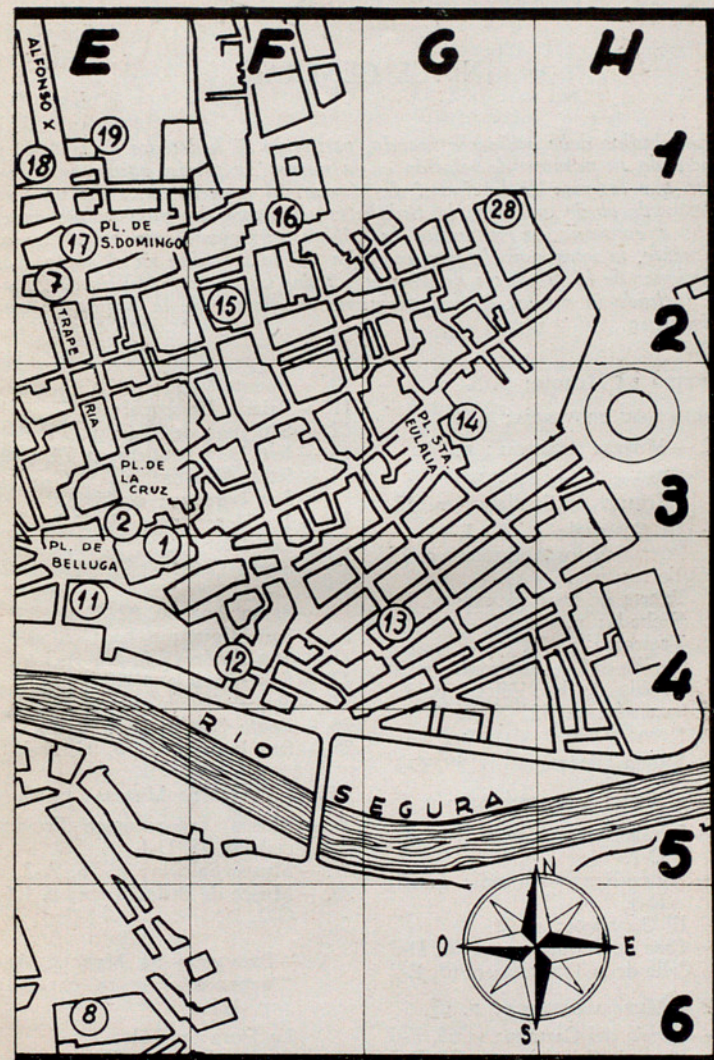 E F G H
ALFONSO X
1
19
18
16
28
PL. DE
S. DOMINGO
17
7
15
2
TRAPE
RIA
14
PL. STA.
EULALIA
PL. DE
LA
CRUZ
3
2
1
PL. DE
BELLUGA
11
13
12
4
RIO
SEGURA
5
N
O
E
S
8
6